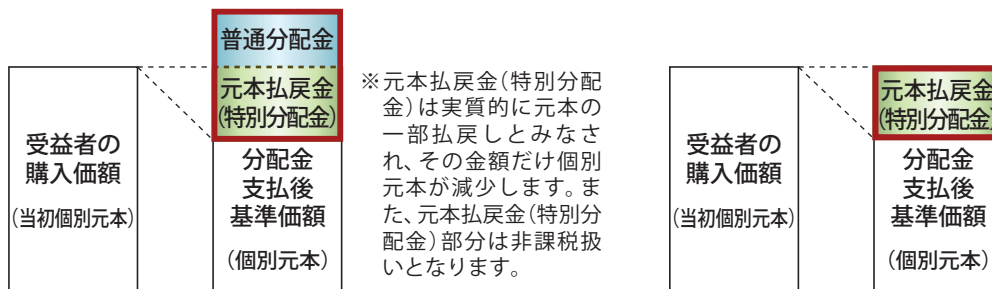 普通分配金
元本払戻金
(特別分配金)
受益者の
購入価額
(当初個別元本)
分配金
支払後
基準価額
(個別元本)
※元本払戻金(特別分配
金)は実質的に元本の
一部払戻しとみなさ
れ、その金額だけ個別
元本が減少します。ま
た、元本払戻金(特別分
配金)部分は非課税扱
いとなります。
受益者の
購入価額
(当初個別元本)
元本払戻金
(特別分配金)
分配金
支払後
基準価額
(個別元本)